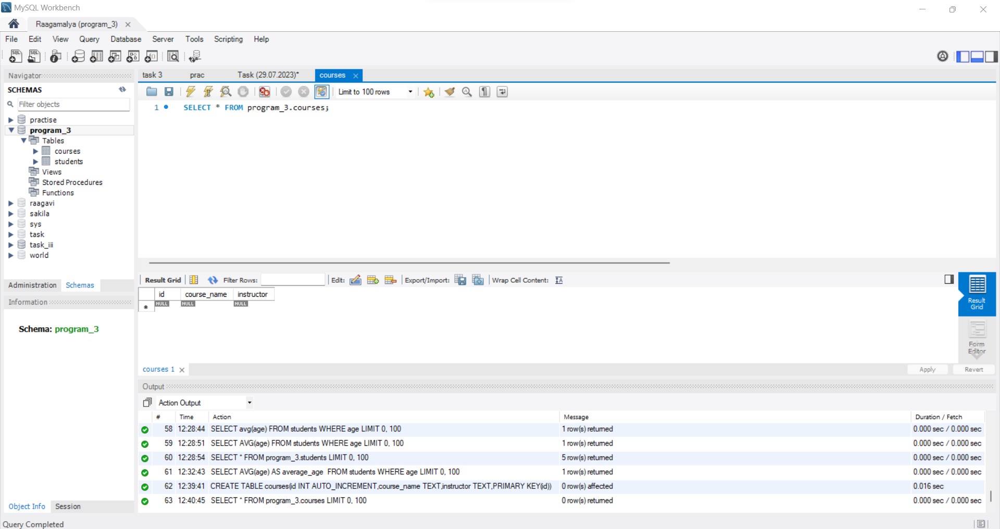 MySQL Workbench
Raagamalya (program_3)
File Edit View Query Database Server Tools Scripting Help
Navigator
SCHEMAS
Filter objects
practise
program_3
Tables
courses
students
Views
Stored Procedures
Functions
raagavi
sakila
sys
task
task_iii
world
Administration Schemas
Information
Schema: program_3
Object Info Session
task 3 prac Task (29.07.2023)* courses
Limit to 100 rows
1 SELECT * FROM program_3.courses;
Result Grid Filter Rows: Edit: Export/Import: Wrap Cell Content:
id course_name instructor
NULL NULL NULL
Result Grid
Form Editor
courses 1
Apply Revert
Output
Action Output
# Time Action Message Duration / Fetch
58 12:28:44 SELECT avg(age) FROM students WHERE age LIMIT 0, 100 1 row(s) returned 0.000 sec / 0.000 sec
59 12:28:51 SELECT AVG(age) FROM students WHERE age LIMIT 0, 100 1 row(s) returned 0.000 sec / 0.000 sec
60 12:28:54 SELECT * FROM program_3.students LIMIT 0, 100 5 row(s) returned 0.000 sec / 0.000 sec
61 12:32:43 SELECT AVG(age) AS average_age FROM students WHERE age LIMIT 0, 100 1 row(s) returned 0.000 sec / 0.000 sec
62 12:39:41 CREATE TABLE courses(id INT AUTO_INCREMENT,course_name TEXT,instructor TEXT,PRIMARY KEY(id)) 0 row(s) affected 0.016 sec
63 12:40:45 SELECT * FROM program_3.courses LIMIT 0, 100 0 row(s) returned 0.000 sec / 0.000 sec
Query Completed